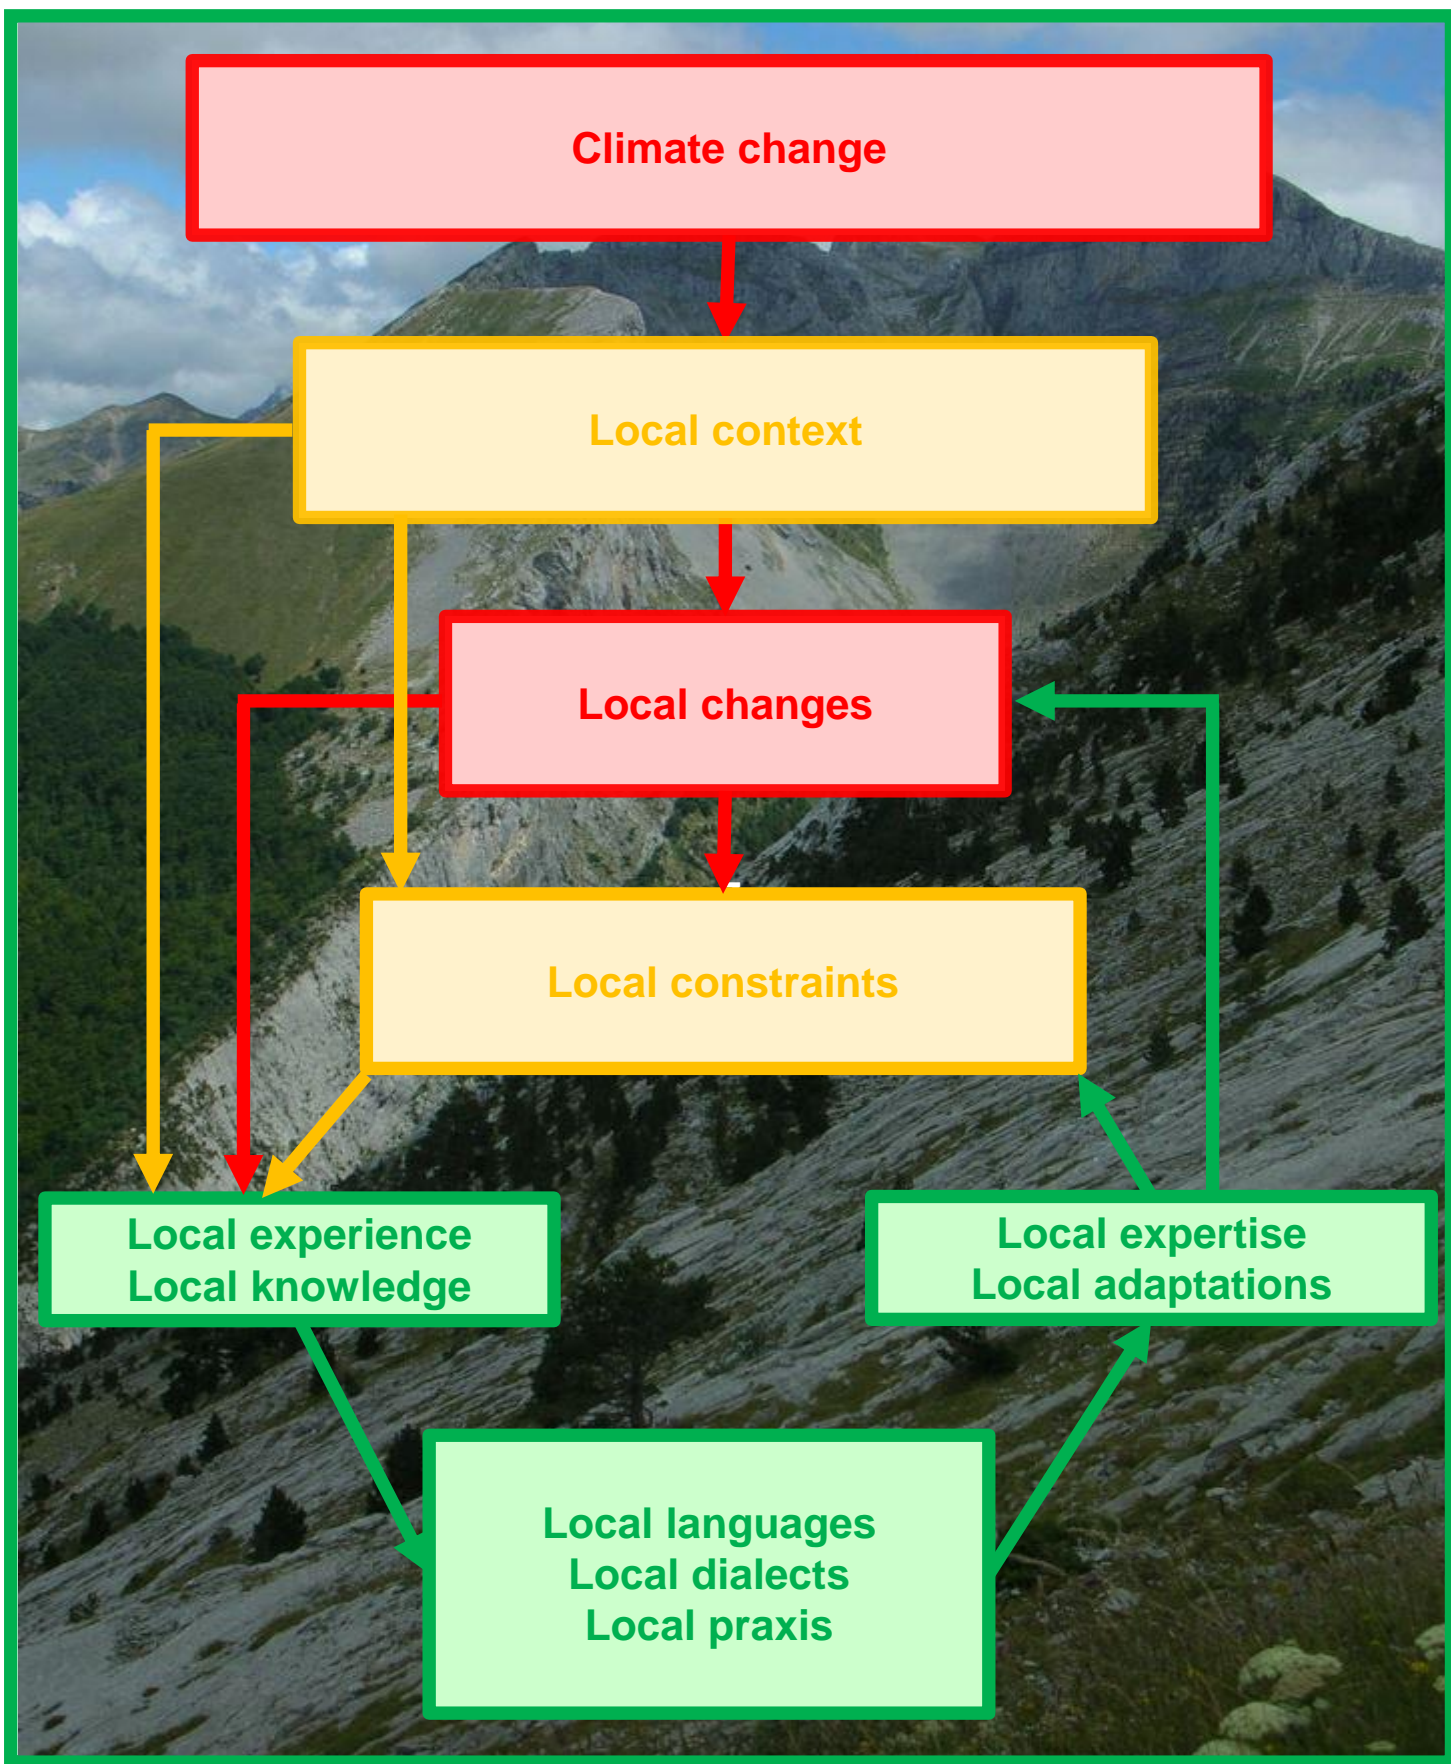 Climate change
Local context
Local changes
Local constraints
Local experience
Local knowledge
Local expertise
Local adaptations
Local languages
Local dialects
Local praxis